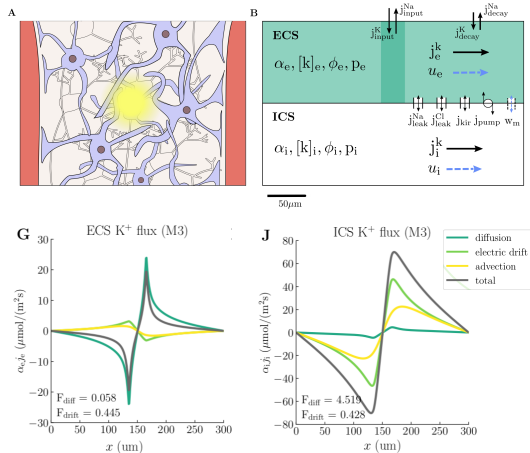 A
B
j^Na_input
j^Na_decay
j^K_input
j^K_decay
ECS
α_e, [k]_e, ϕ_e, p_e
j^k_e
u_e
ICS
j^Na_leak
j^Cl_leak
j_kir
j_pump
w_m
α_i, [k]_i, ϕ_i, p_i
j^k_i
u_i
50μm
G
ECS K⁺ flux (M3)
α_e j_e (μmol/(m²s)
30
20
10
0
−10
−20
−30
F_diff = 0.058
F_drift = 0.445
0 50 100 150 200 250 300
x (um)
J
ICS K⁺ flux (M3)
α_i j_i (μmol/(m²s)
80
60
40
20
0
−20
−40
−60
−80
diffusion
electric drift
advection
total
F_diff = 4.519
F_drift = 0.428
0 50 100 150 200 250 300
x (um)